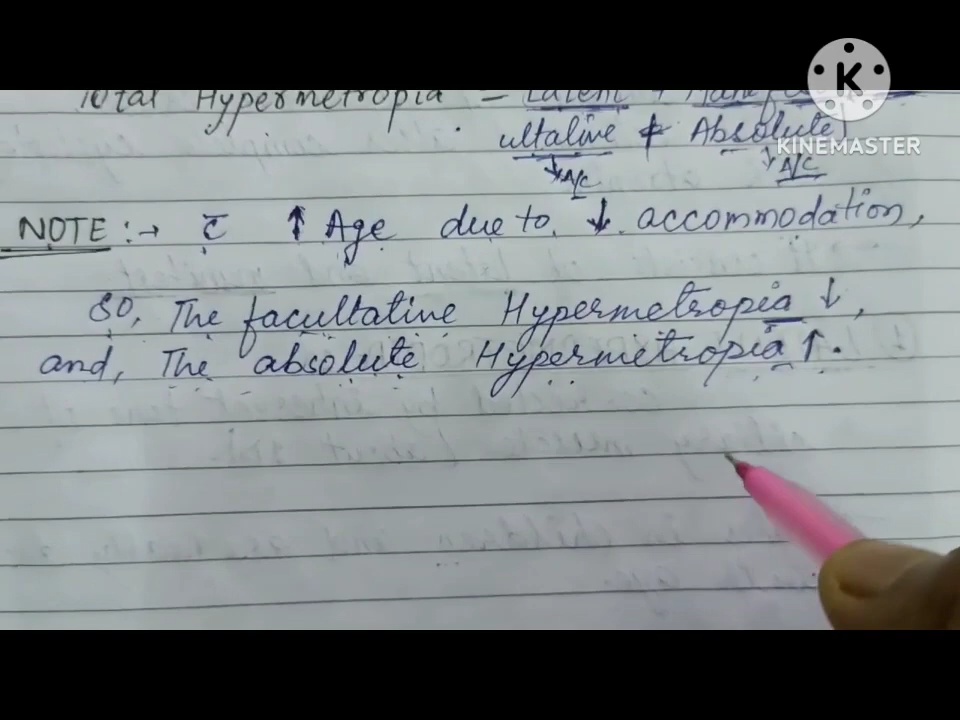 Total Hypermetropia = Latent +
ultative + Absolute)
↓ A/C ↓ A/C
NOTE :→ c̄ ↑ Age due to ↓ accommodation,
SO, The facultative Hypermetropia ↓,
and, The absolute Hypermetropia ↑.
K
KINEMASTER